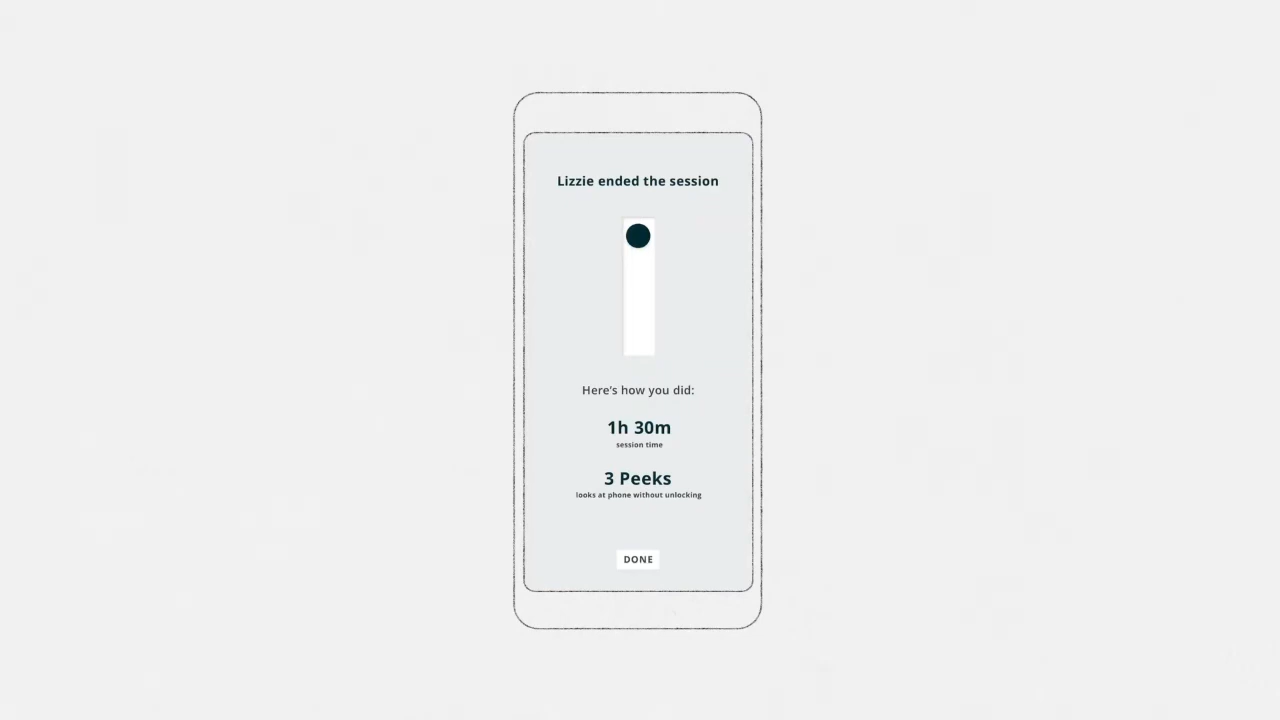 Lizzie ended the session
Here's how you did:
1h 30m
session time
3 Peeks
looks at phone without unlocking
DONE